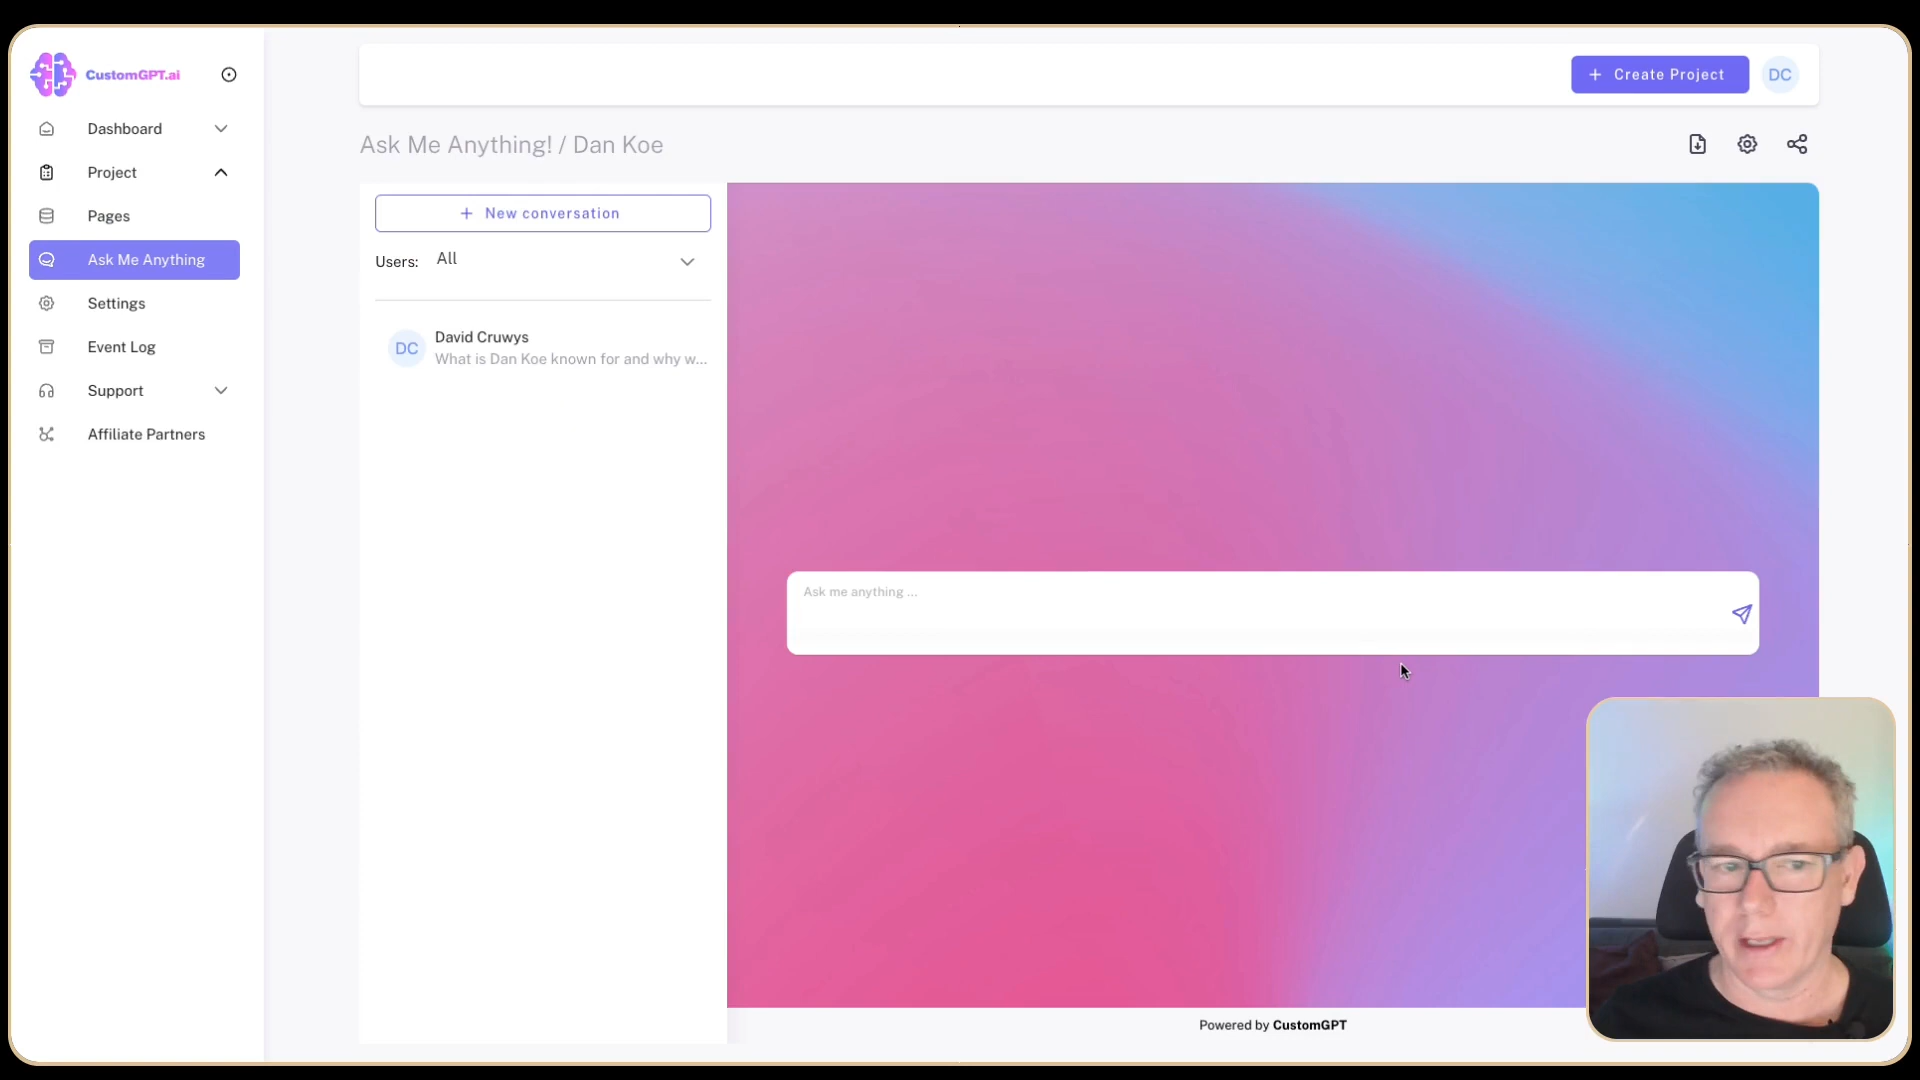 CustomGPT.ai
Dashboard
Project
Pages
Ask Me Anything
Settings
Event Log
Support
Affiliate Partners
+ Create Project
DC
Ask Me Anything! / Dan Koe
+ New conversation
Users: All
DC
David Cruwys
What is Dan Koe known for and why w...
Ask me anything ...
Powered by CustomGPT